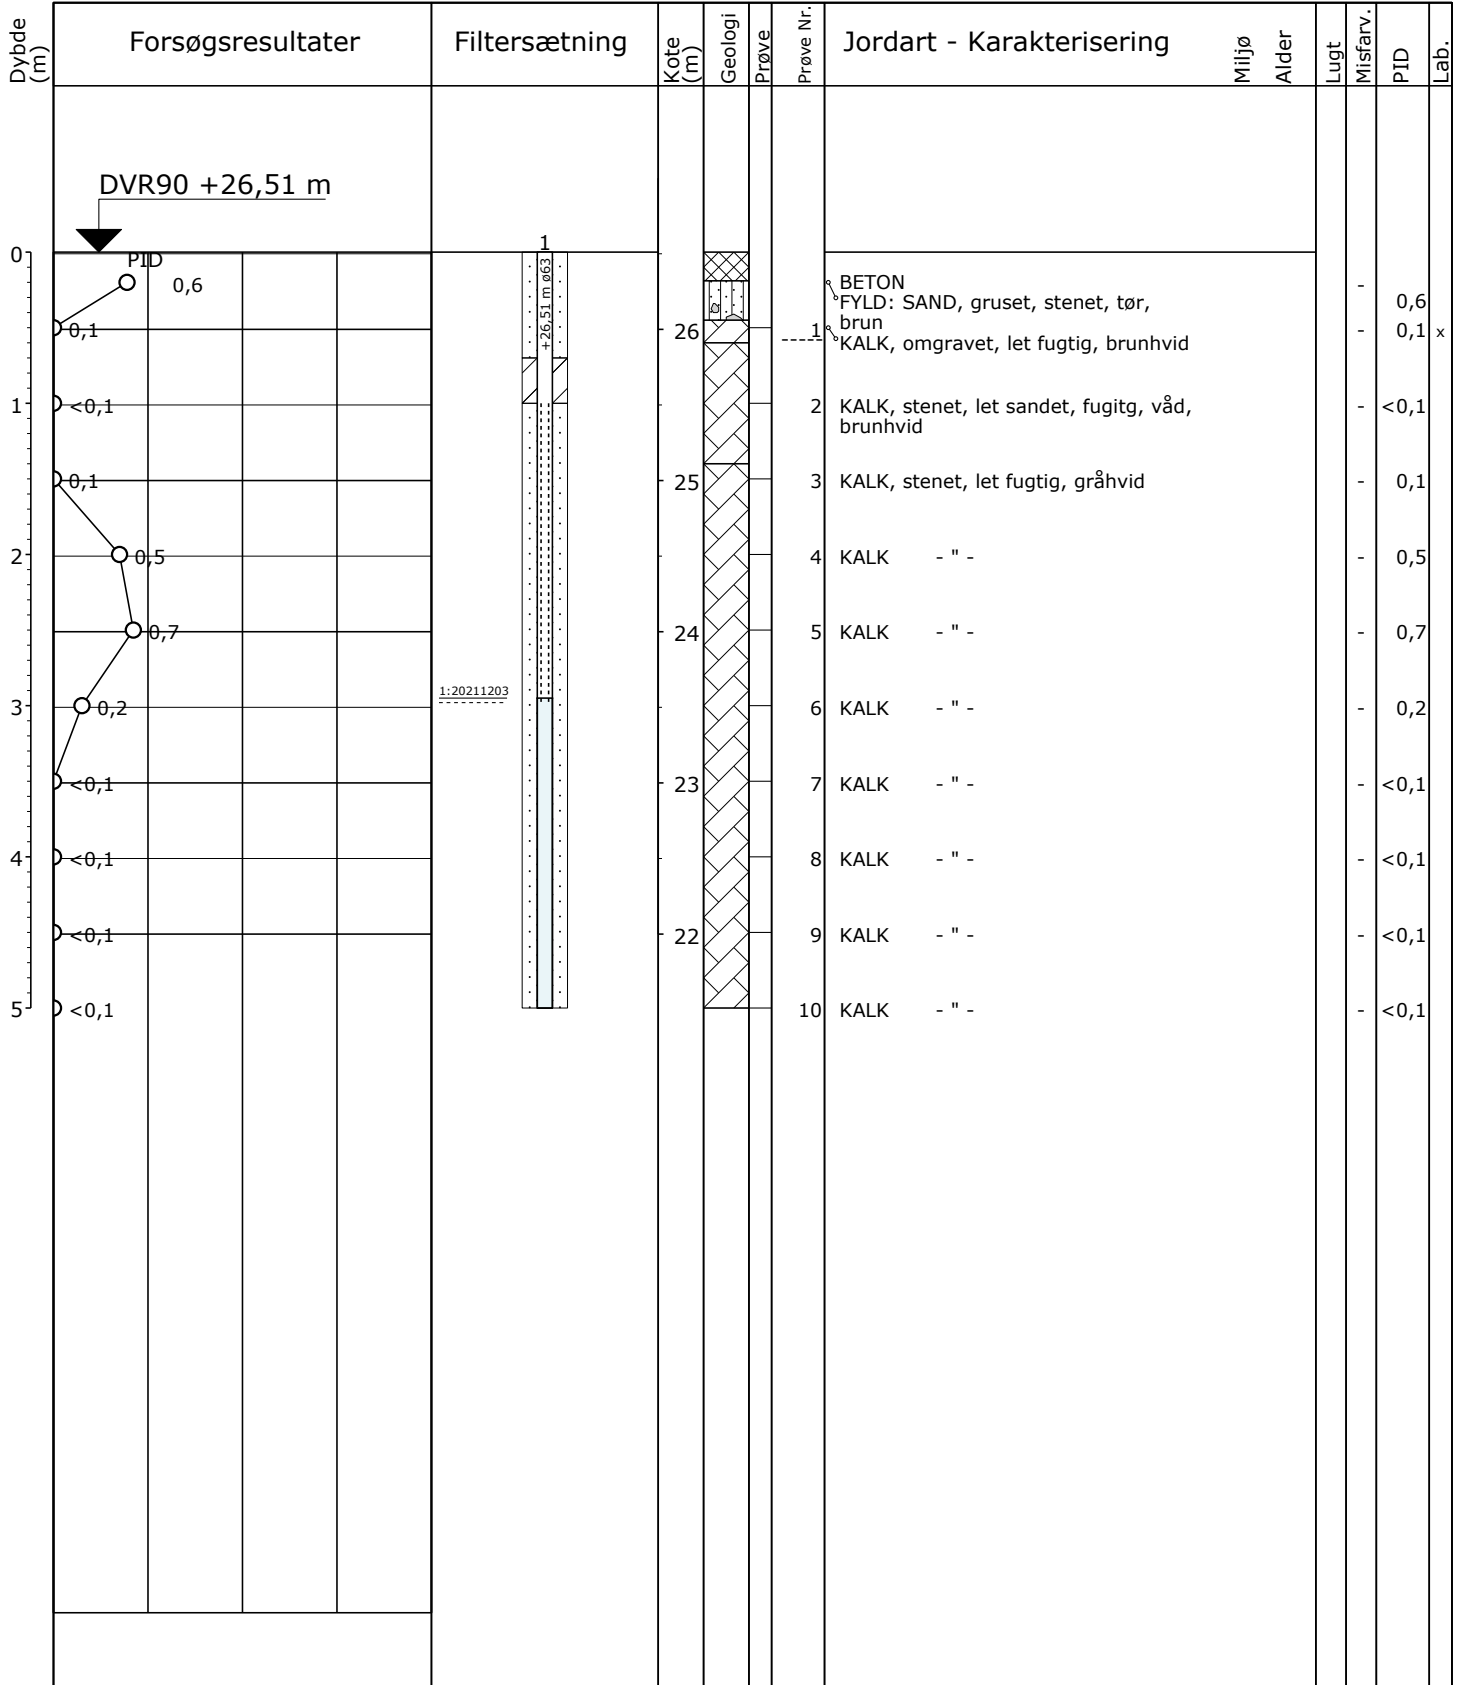 Dybde (m)
Forsøgsresultater
Filtersætning
Kote (m)
Geologi
Prøve
Prøve Nr.
Jordart - Karakterisering
Miljø
Alder
Lugt
Misfarv.
PID
Lab.
DVR90 +26,51 m
1
+26,51 m ø63
0
PID
0,6
BETON
-
FYLD: SAND, gruset, stenet, tør, 0,6
brun
0,1 26 1 - 0,1 x
KALK, omgravet, let fugtig, brunhvid
1 <0,1 2 KALK, stenet, let sandet, fugitg, våd, - <0,1
brunhvid
0,1 25 3 KALK, stenet, let fugtig, gråhvid - 0,1
2 0,5 4 KALK - " - - 0,5
0,7 24 5 KALK - " - - 0,7
1:20211203
3 0,2 6 KALK - " - - 0,2
<0,1 23 7 KALK - " - - <0,1
4 <0,1 8 KALK - " - - <0,1
<0,1 22 9 KALK - " - - <0,1
5 <0,1 10 KALK - " - - <0,1